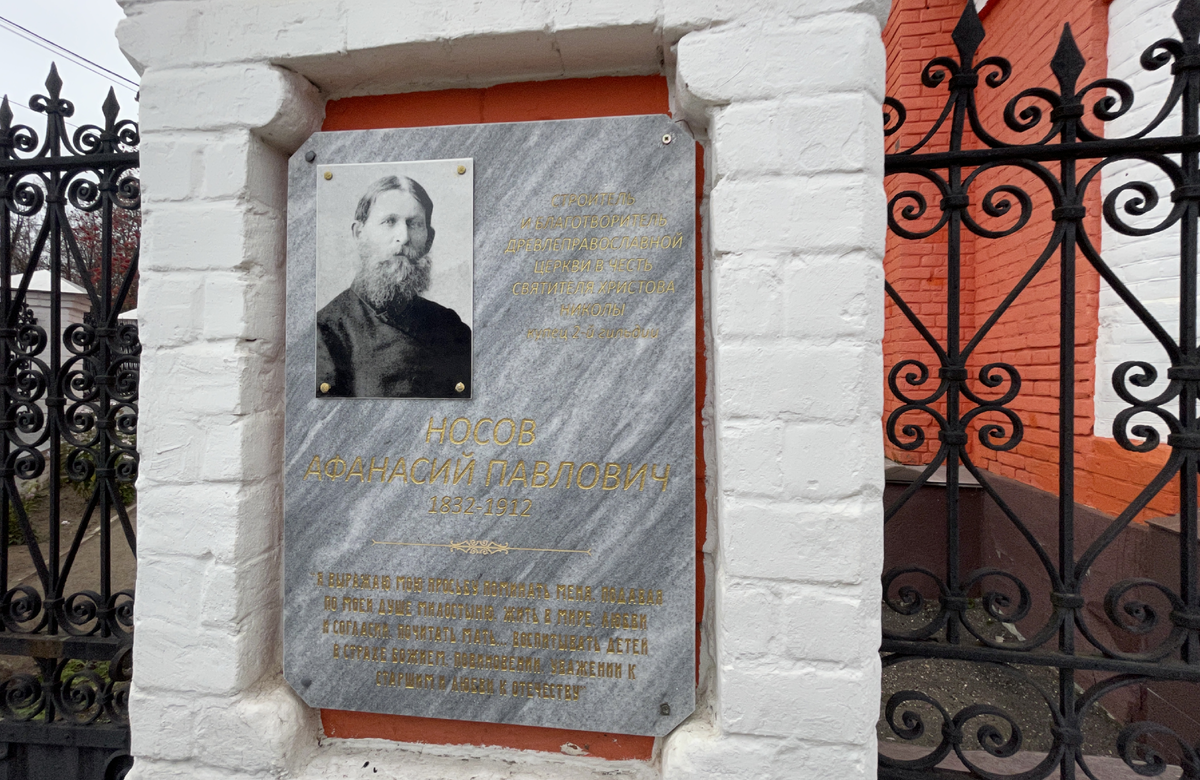 СТРОИТЕЛЬ
И БЛАГОТВОРИТЕЛЬ
ДРЕВЛЕПРАВОСЛАВНОЙ
ЦЕРКВИ В ЧЕСТЬ
СВЯТИТЕЛЯ ХРИСТОВА
НИКОЛЫ
купец 2-й гильдии
НОСОВ
АФАНАСИЙ ПАВЛОВИЧ
1832-1912
"Я ВЫРАЖАЮ МОЮ ПРОСЬБУ ПОМИНАТЬ МЕНЯ, ПОДАВАЯ
ПО МОЕЙ ДУШЕ МИЛОСТЫНЮ. ЖИТЬ В МИРЕ, ЛЮБВИ
И СОГЛАСИИ, ПОЧИТАТЬ МАТЬ... ВОСПИТЫВАТЬ ДЕТЕЙ
В СТРАХЕ БОЖИЕМ, ПОВИНОВЕНИИ, УВАЖЕНИИ К
СТАРШИМ И ЛЮБВИ К ОТЕЧЕСТВУ"